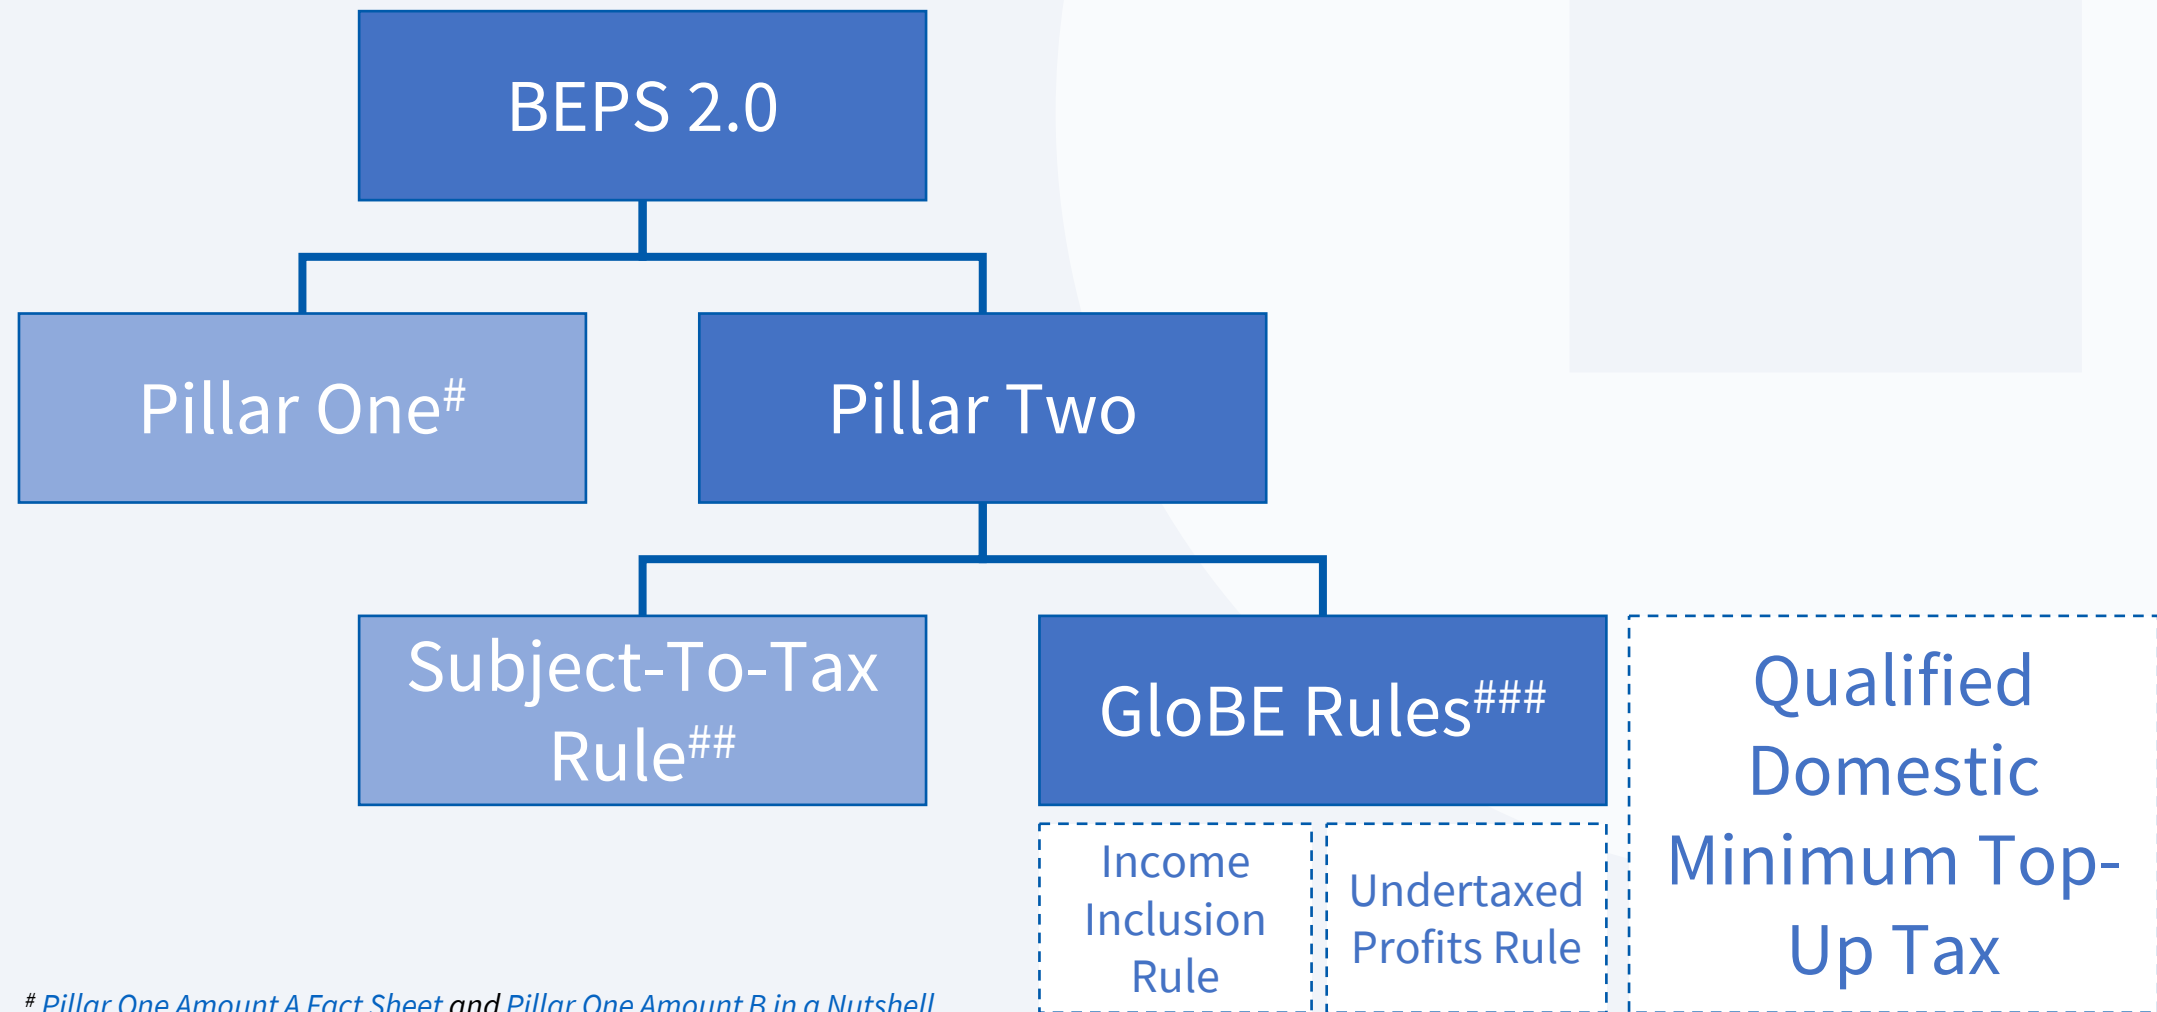 BEPS 2.0
Pillar One#
Pillar Two
Subject-To-Tax
Rule##
GloBE Rules###
Income
Inclusion
Rule
Undertaxed
Profits Rule
Qualified
Domestic
Minimum Top-
Up Tax
# Pillar One Amount A Fact Sheet and Pillar One Amount B in a Nutshell